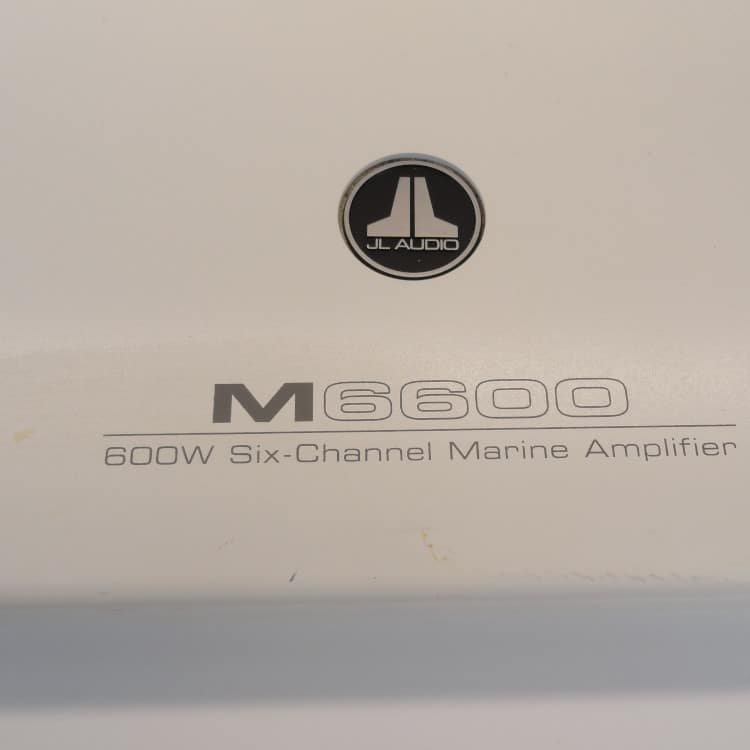 JL AUDIO
M6600
600W Six-Channel Marine Amplifier